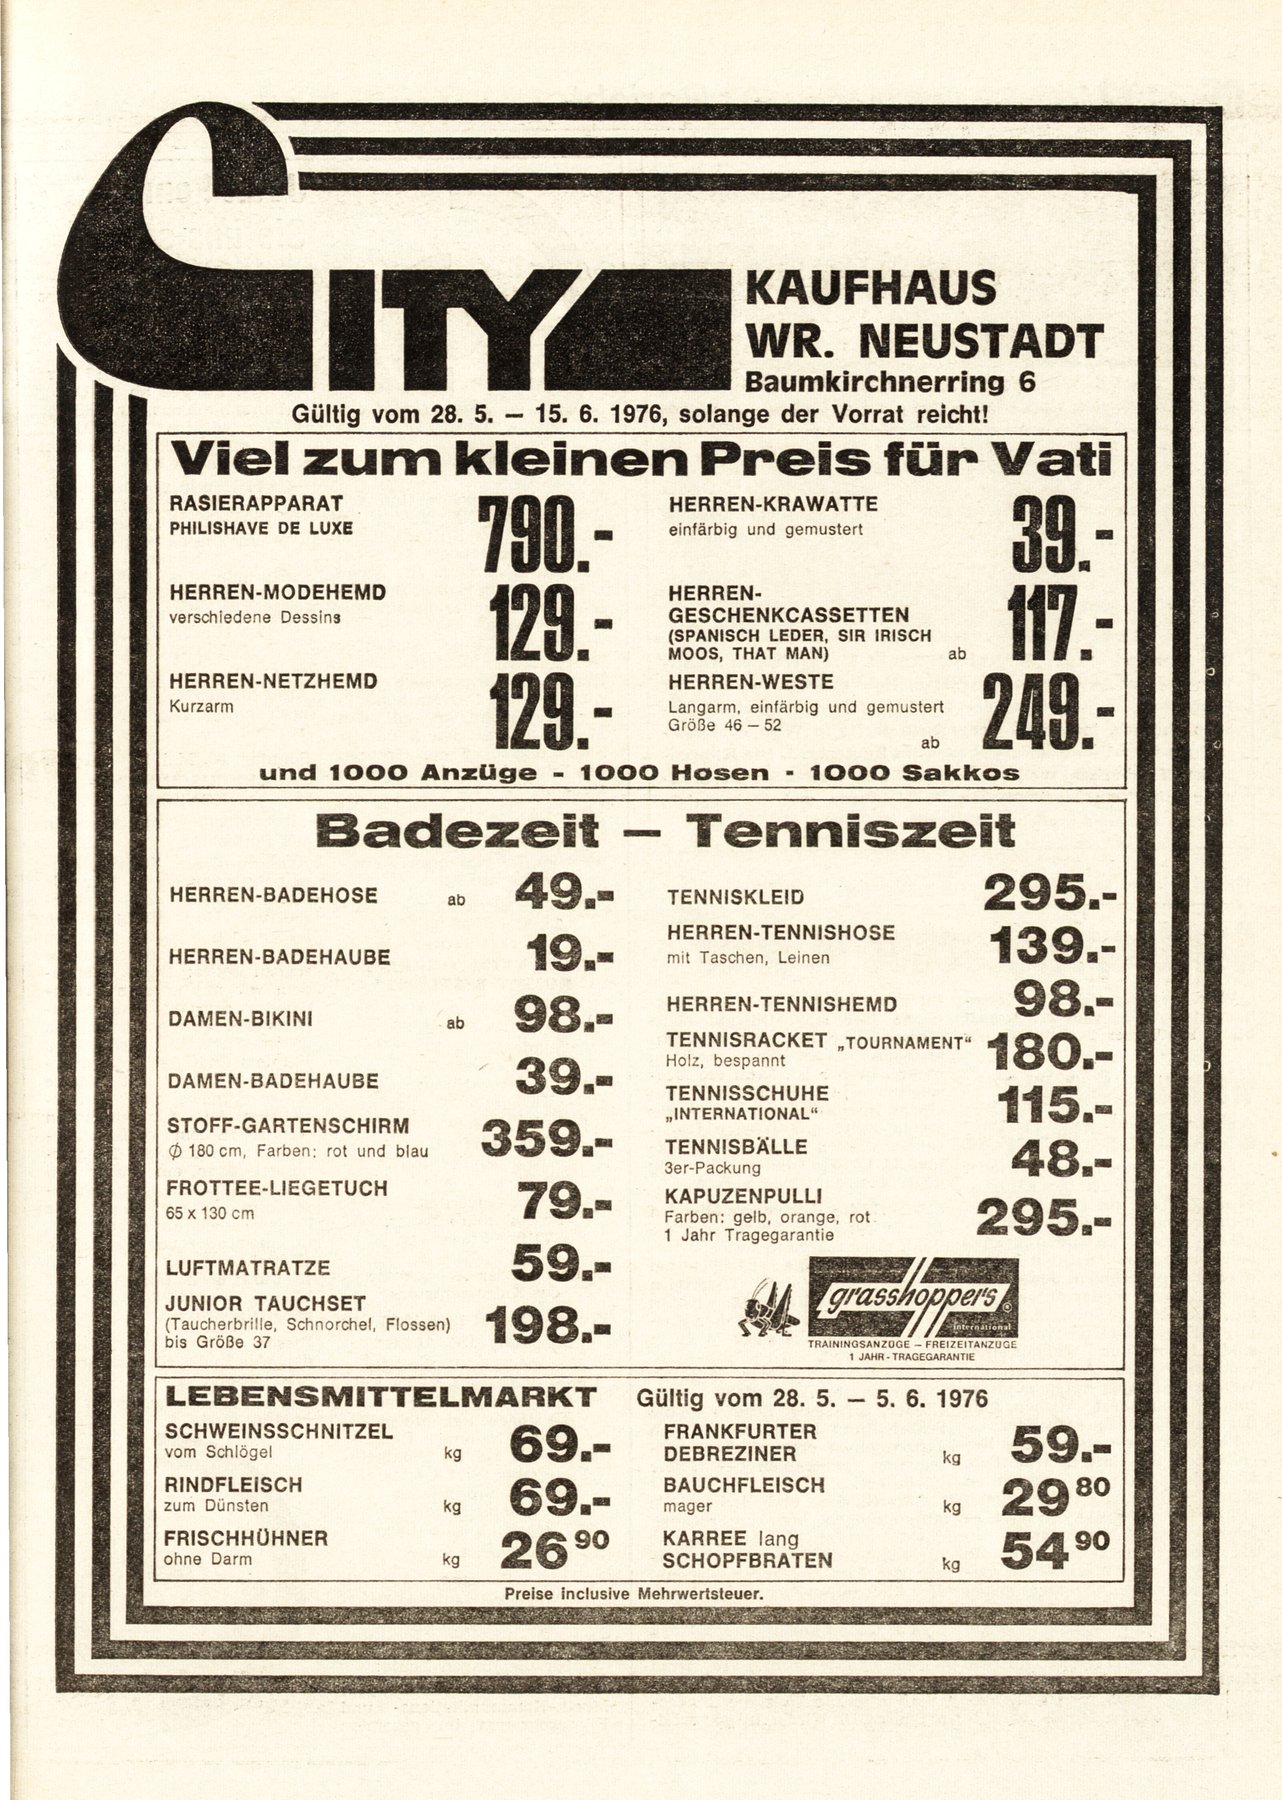 CITY
KAUFHAUS
WR. NEUSTADT
Baumkirchnerring 6
Gültig vom 28. 5. — 15. 6. 1976, solange der Vorrat reicht!
Viel zum kleinen Preis für Vati
RASIERAPPARAT
PHILISHAVE DE LUXE
790.-
HERREN-MODEHEMD
verschiedene Dessins
129.-
HERREN-NETZHEMD
Kurzarm
129.-
HERREN-KRAWATTE
einfärbig und gemustert
39.-
HERREN-
GESCHENKCASSETTEN
(SPANISCH LEDER, SIR IRISCH
MOOS, THAT MAN) ab 117.-
HERREN-WESTE
Langarm, einfärbig und gemustert
Größe 46 — 52
ab 249.-
und 1000 Anzüge - 1000 Hosen - 1000 Sakkos
Badezeit — Tenniszeit
HERREN-BADEHOSE ab 49.-
HERREN-BADEHAUBE 19.-
DAMEN-BIKINI ab 98.-
DAMEN-BADEHAUBE 39.-
STOFF-GARTENSCHIRM
∅ 180 cm, Farben: rot und blau
359.-
FROTTEE-LIEGETUCH
65 x 130 cm
79.-
LUFTMATRATZE 59.-
JUNIOR TAUCHSET
(Taucherbrille, Schnorchel, Flossen)
bis Größe 37
198.-
TENNISKLEID 295.-
HERREN-TENNISHOSE
mit Taschen, Leinen
139.-
HERREN-TENNISHEMD 98.-
TENNISRACKET „TOURNAMENT“
Holz, bespannt
180.-
TENNISSCHUHE
„INTERNATIONAL“
115.-
TENNISBÄLLE
3er-Packung
48.-
KAPUZENPULLI
Farben: gelb, orange, rot
1 Jahr Tragegarantie
295.-
grasshoppers ®
international
TRAININGSANZÜGE — FREIZEITANZÜGE
1 JAHR - TRAGEGARANTIE
LEBENSMITTELMARKT Gültig vom 28. 5. — 5. 6. 1976
SCHWEINSSCHNITZEL
vom Schlögel kg 69.-
RINDFLEISCH
zum Dünsten kg 69.-
FRISCHHÜHNER
ohne Darm kg 26 90
FRANKFURTER
DEBREZINER kg 59.-
BAUCHFLEISCH
mager kg 29 80
KARREE lang
SCHOPFBRATEN kg 54 90
Preise inclusive Mehrwertsteuer.